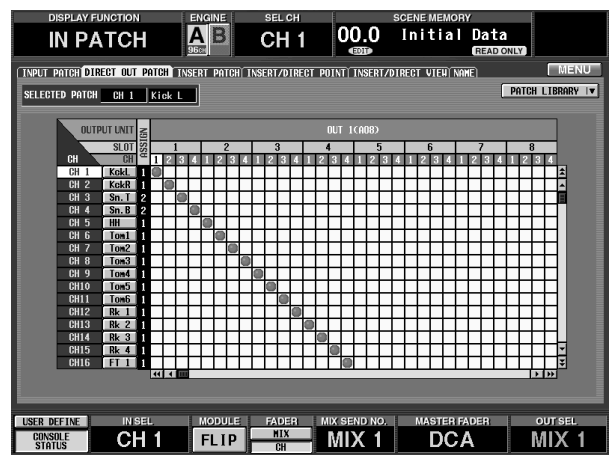 DISPLAY FUNCTION ENGINE SEL CH SCENE MEMORY
IN PATCH A B 96CH CH 1 00.0 EDIT Initial Data READ ONLY
INPUT PATCH DIRECT OUT PATCH INSERT PATCH INSERT/DIRECT POINT INSERT/DIRECT VIEW NAME MENU
SELECTED PATCH CH 1 Kick L PATCH LIBRARY
OUTPUT UNIT ASSIGN OUT 1(A08)
SLOT 1 2 3 4 5 6 7 8
CH CH 1 2 3 4 1 2 3 4 1 2 3 4 1 2 3 4 1 2 3 4 1 2 3 4 1 2 3 4 1 2 3 4
CH 1 KckL 1
CH 2 KckR 1
CH 3 Sn.T 2
CH 4 Sn.B 2
CH 5 HH 1
CH 6 Tom1 1
CH 7 Tom2 1
CH 8 Tom3 1
CH 9 Tom4 1
CH10 Tom5 1
CH11 Tom6 1
CH12 Rk 1 1
CH13 Rk 2 1
CH14 Rk 3 1
CH15 Rk 4 1
CH16 FT 1 1
USER DEFINE IN SEL MODULE FADER MIX SEND NO. MASTER FADER OUT SEL
CONSOLE STATUS CH 1 FLIP MIX CH MIX 1 DCA MIX 1